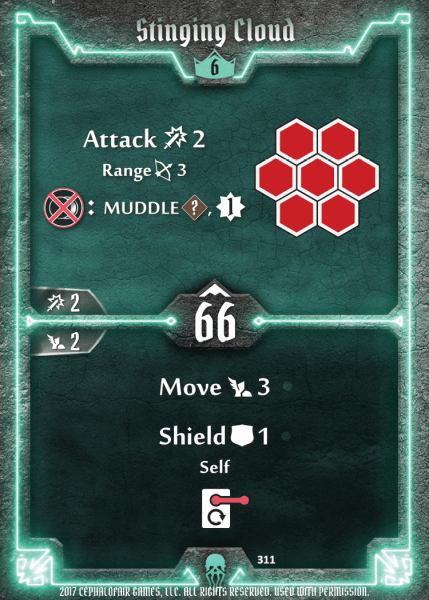 Stinging Cloud
6
Attack 2
Range 3
: MUDDLE ?, 1
2
66
2
Move 3
Shield 1
Self
311
2017 CEPHALOFAIR GAMES, LLC. ALL RIGHTS RESERVED. USED WITH PERMISSION.